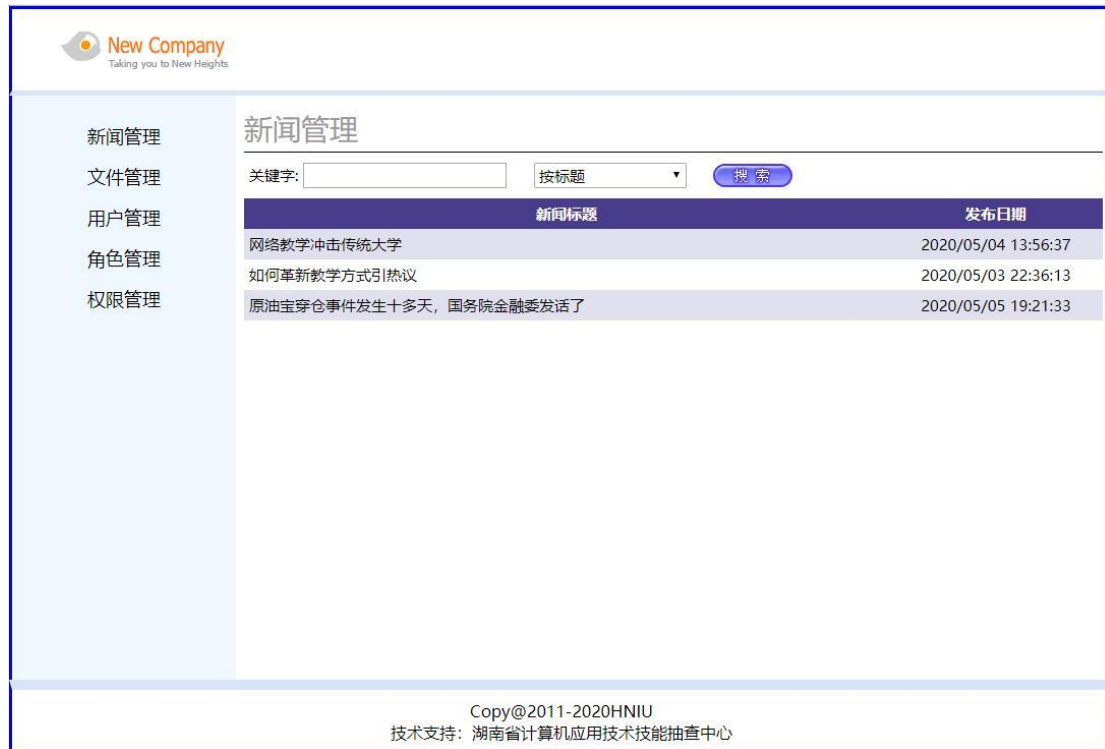 New Company
Taking you to New Heights
新闻管理
文件管理
用户管理
角色管理
权限管理
新闻管理
关键字:
按标题
搜 索
新闻标题 发布日期
网络教学冲击传统大学 2020/05/04 13:56:37
如何革新教学方式引热议 2020/05/03 22:36:13
原油宝穿仓事件发生十多天，国务院金融委发话了 2020/05/05 19:21:33
Copy@2011-2020HNIU
技术支持：湖南省计算机应用技术技能抽查中心